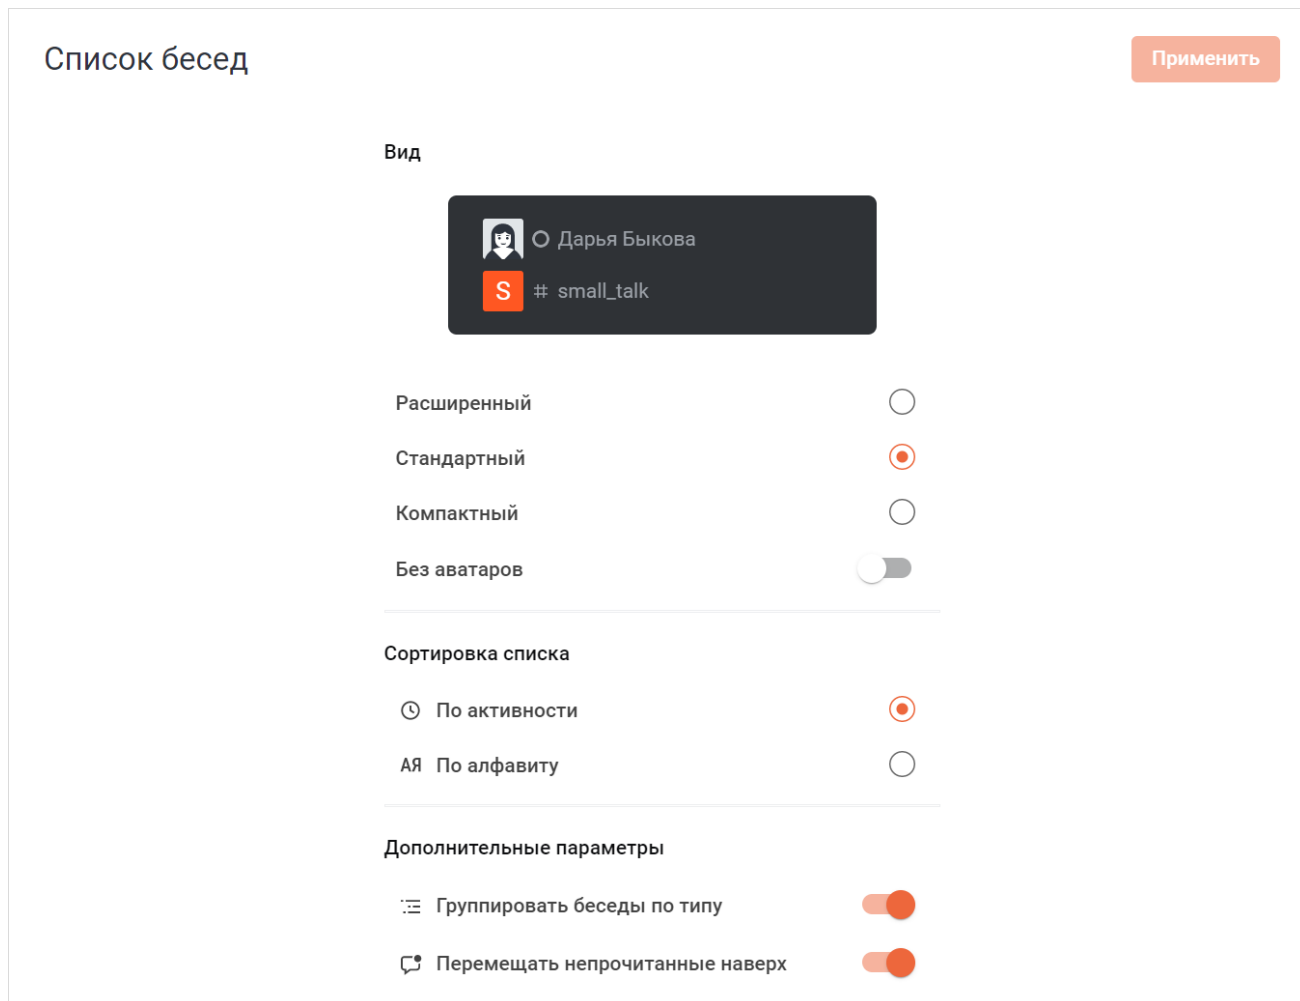 Список бесед
Применить
Вид
Дарья Быкова
S # small_talk
Расширенный
Стандартный
Компактный
Без аватаров
Сортировка списка
По активности
АЯ По алфавиту
Дополнительные параметры
Группировать беседы по типу
Перемещать непрочитанные наверх